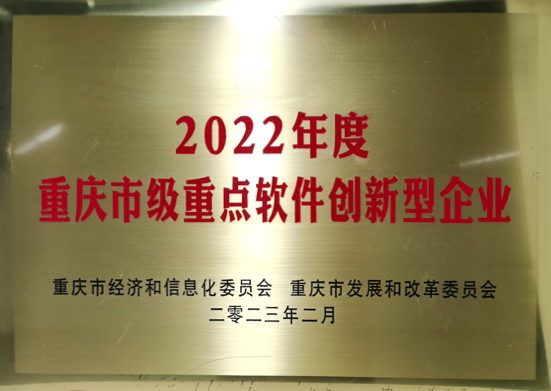 2022年度
重庆市级重点软件创新型企业
重庆市经济和信息化委员会 重庆市发展和改革委员会
二零二三年二月